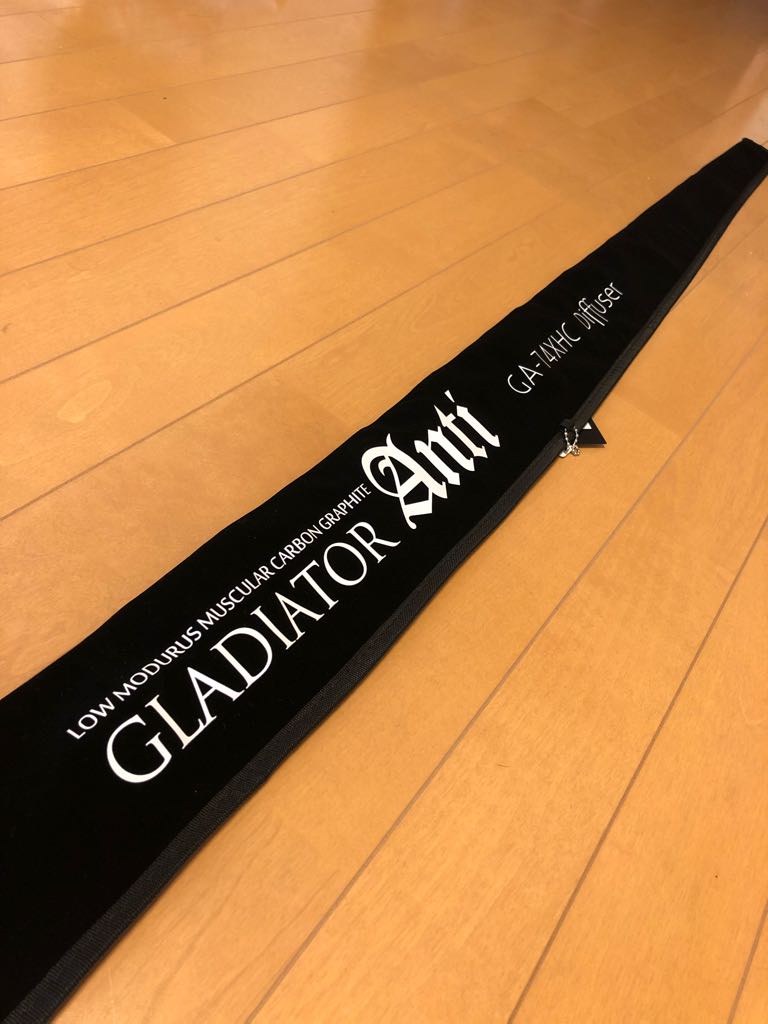 LOW MODURUS MUSCULAR CARBON GRAPHITE
GLADIATOR Anti
GA-74XHC Diffuser